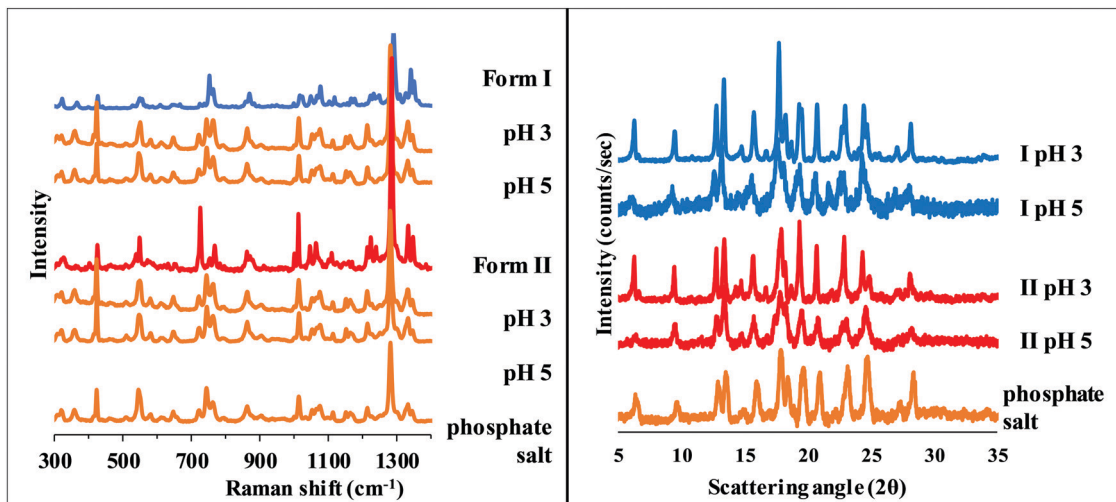 Intensity
Form I
pH 3
pH 5
Form II
pH 3
pH 5
phosphate
salt
300 500 700 900 1100 1300
Raman shift (cm⁻¹)
Intensity (counts/sec)
I pH 3
I pH 5
II pH 3
II pH 5
phosphate
salt
5 10 15 20 25 30 35
Scattering angle (2θ)